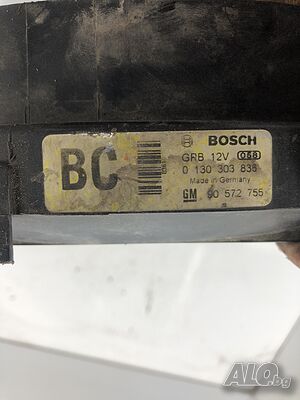 BC
BOSCH
GRB 12V 058
0 130 303 838
Made in Germany
GM 90 572 755
ALO.bg